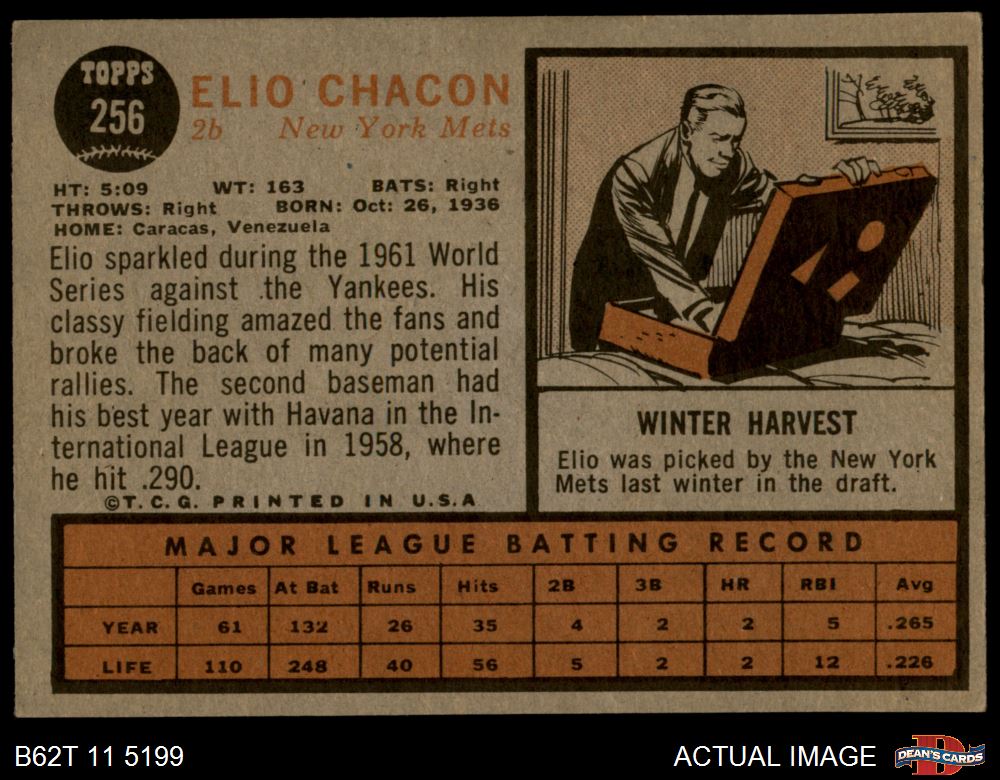 TOPPS
256
ELIO CHACON
2b New York Mets
HT: 5:09 WT: 163 BATS: Right
THROWS: Right BORN: Oct: 26, 1936
HOME: Caracas, Venezuela
Elio sparkled during the 1961 World
Series against the Yankees. His
classy fielding amazed the fans and
broke the back of many potential
rallies. The second baseman had
his best year with Havana in the In-
ternational League in 1958, where
he hit .290.
©T.C.G. PRINTED IN U.S.A
WINTER HARVEST
Elio was picked by the New York
Mets last winter in the draft.
MAJOR LEAGUE BATTING RECORD
Games At Bat Runs Hits 2B 3B HR RBI Avg
YEAR 61 132 26 35 4 2 2 5 .265
LIFE 110 248 40 56 5 2 2 12 .226
B62T 11 5199
ACTUAL IMAGE
D
DEAN'S CARDS